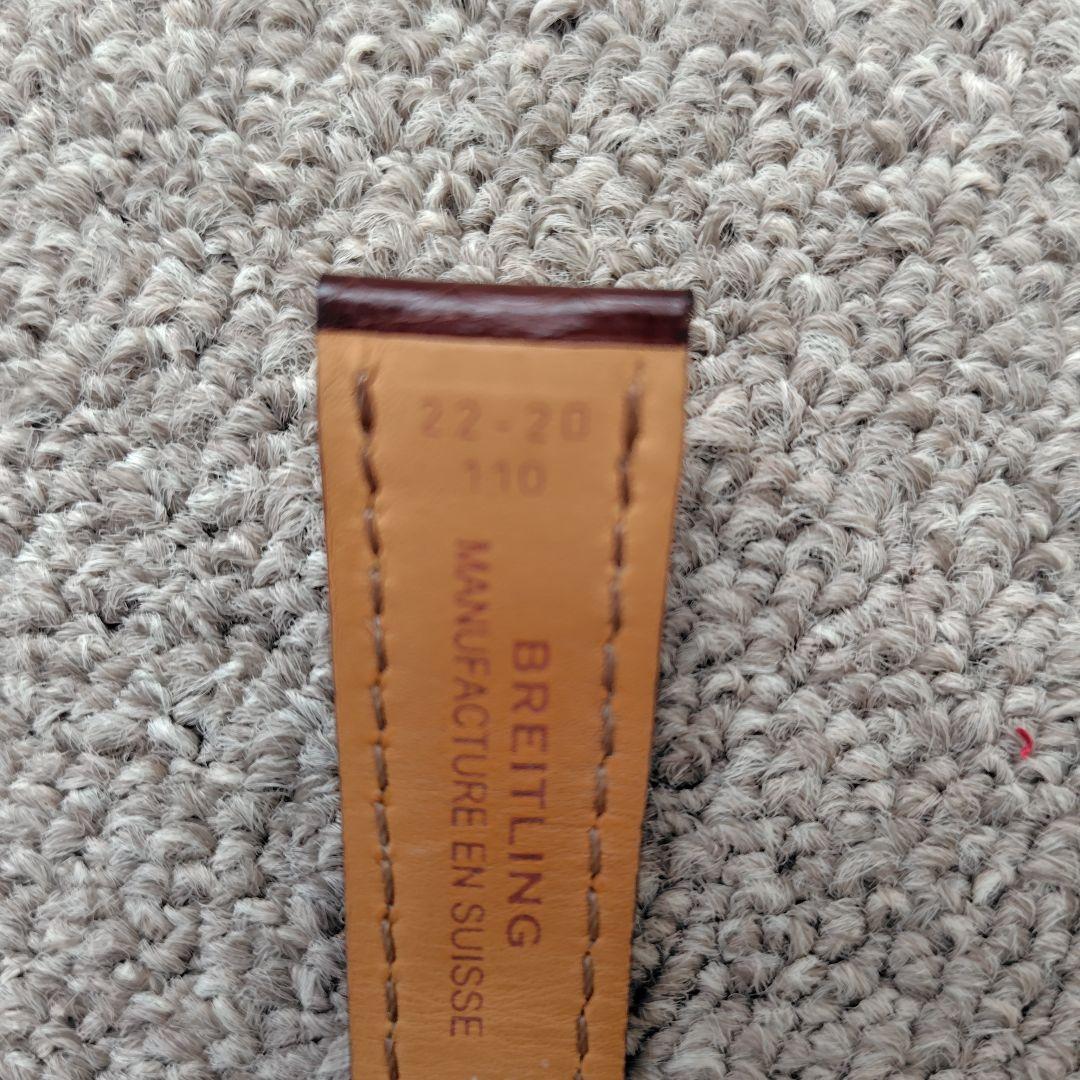 22-20
110
BREITLING
MANUFACTURE EN SUISSE